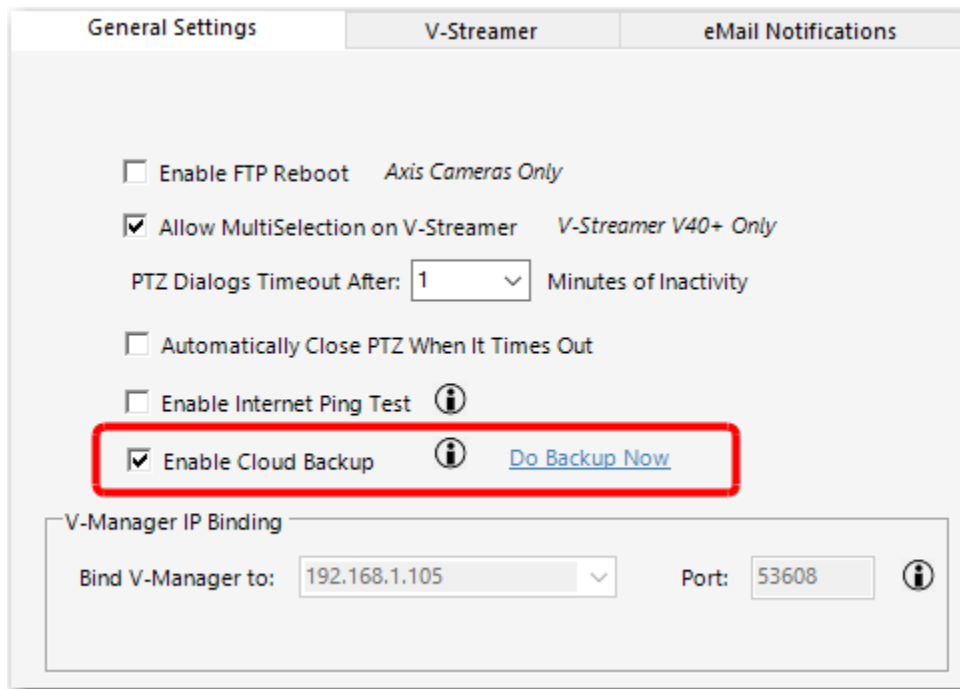 General Settings V-Streamer eMail Notifications
Enable FTP Reboot Axis Cameras Only
Allow MultiSelection on V-Streamer V-Streamer V40+ Only
PTZ Dialogs Timeout After: 1 Minutes of Inactivity
Automatically Close PTZ When It Times Out
Enable Internet Ping Test
Enable Cloud Backup Do Backup Now
V-Manager IP Binding
Bind V-Manager to: 192.168.1.105 Port: 53608